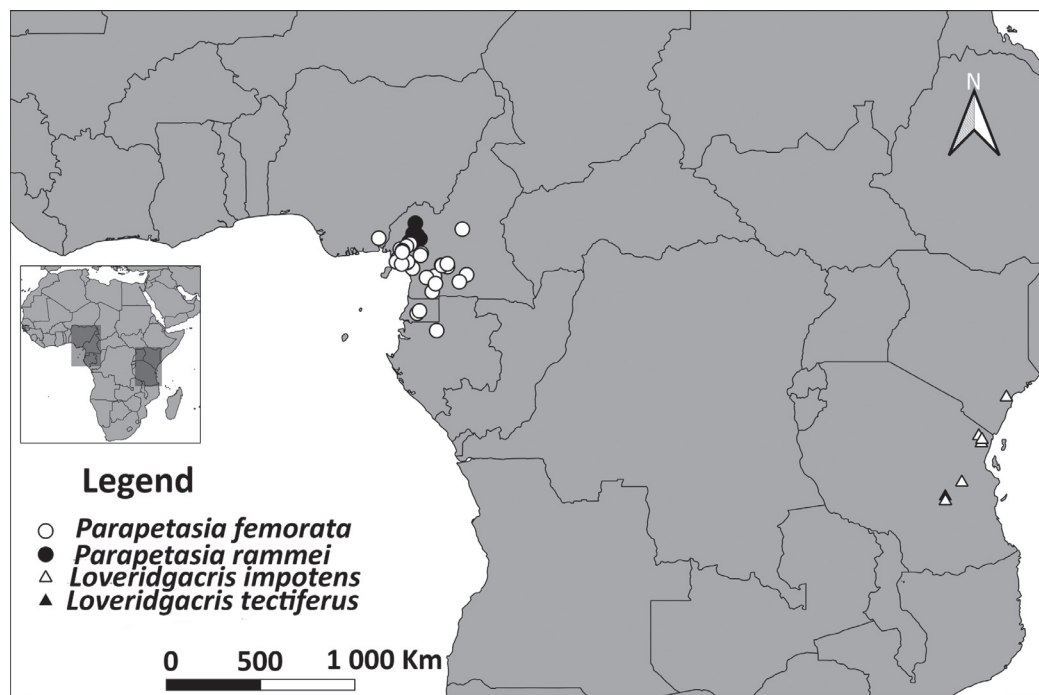 N
Legend
Parapetasia femorata
Parapetasia rammei
Loveridgacris impotens
Loveridgacris tectiferus
0 500 1 000 Km